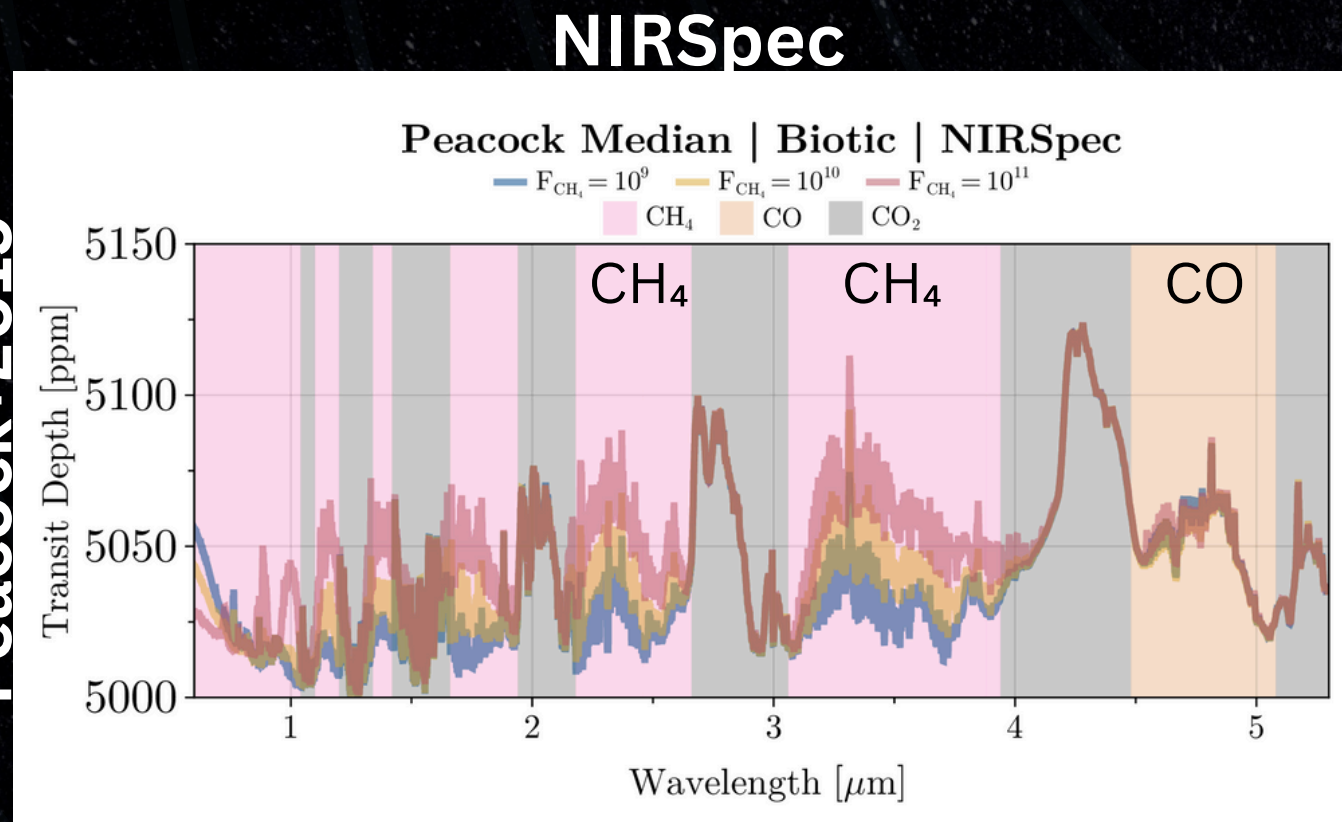 NIRSpec
Peacock Median | Biotic | NIRSpec
F_CH₄ = 10⁹ F_CH₄ = 10¹⁰ F_CH₄ = 10¹¹
CH₄ CO CO₂
CH₄ CH₄ CO
5150
5100
5050
5000
Transit Depth [ppm]
1 2 3 4 5
Wavelength [μm]